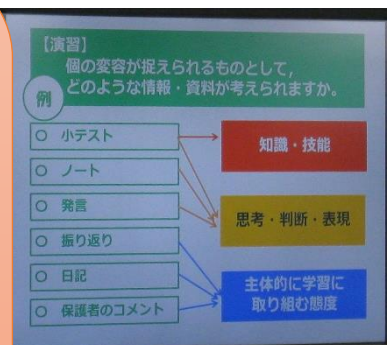 【演習】
個の変容が捉えられるものとして,
どのような情報・資料が考えられますか。
例
○ 小テスト
○ ノート
○ 発言
○ 振り返り
○ 日記
○ 保護者のコメント
知識・技能
思考・判断・表現
主体的に学習に
取り組む態度